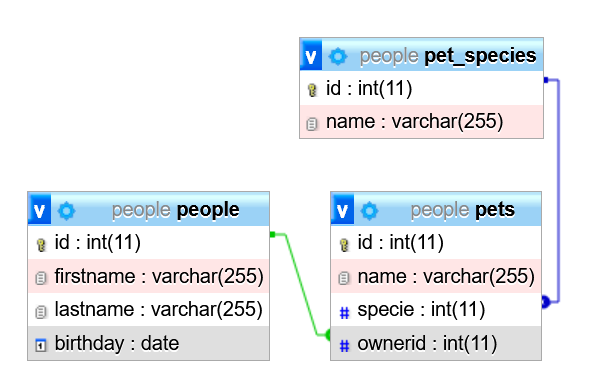 v people pet_species
id : int(11)
name : varchar(255)
v people people
id : int(11)
firstname : varchar(255)
lastname : varchar(255)
birthday : date
v people pets
id : int(11)
name : varchar(255)
# specie : int(11)
# ownerid : int(11)